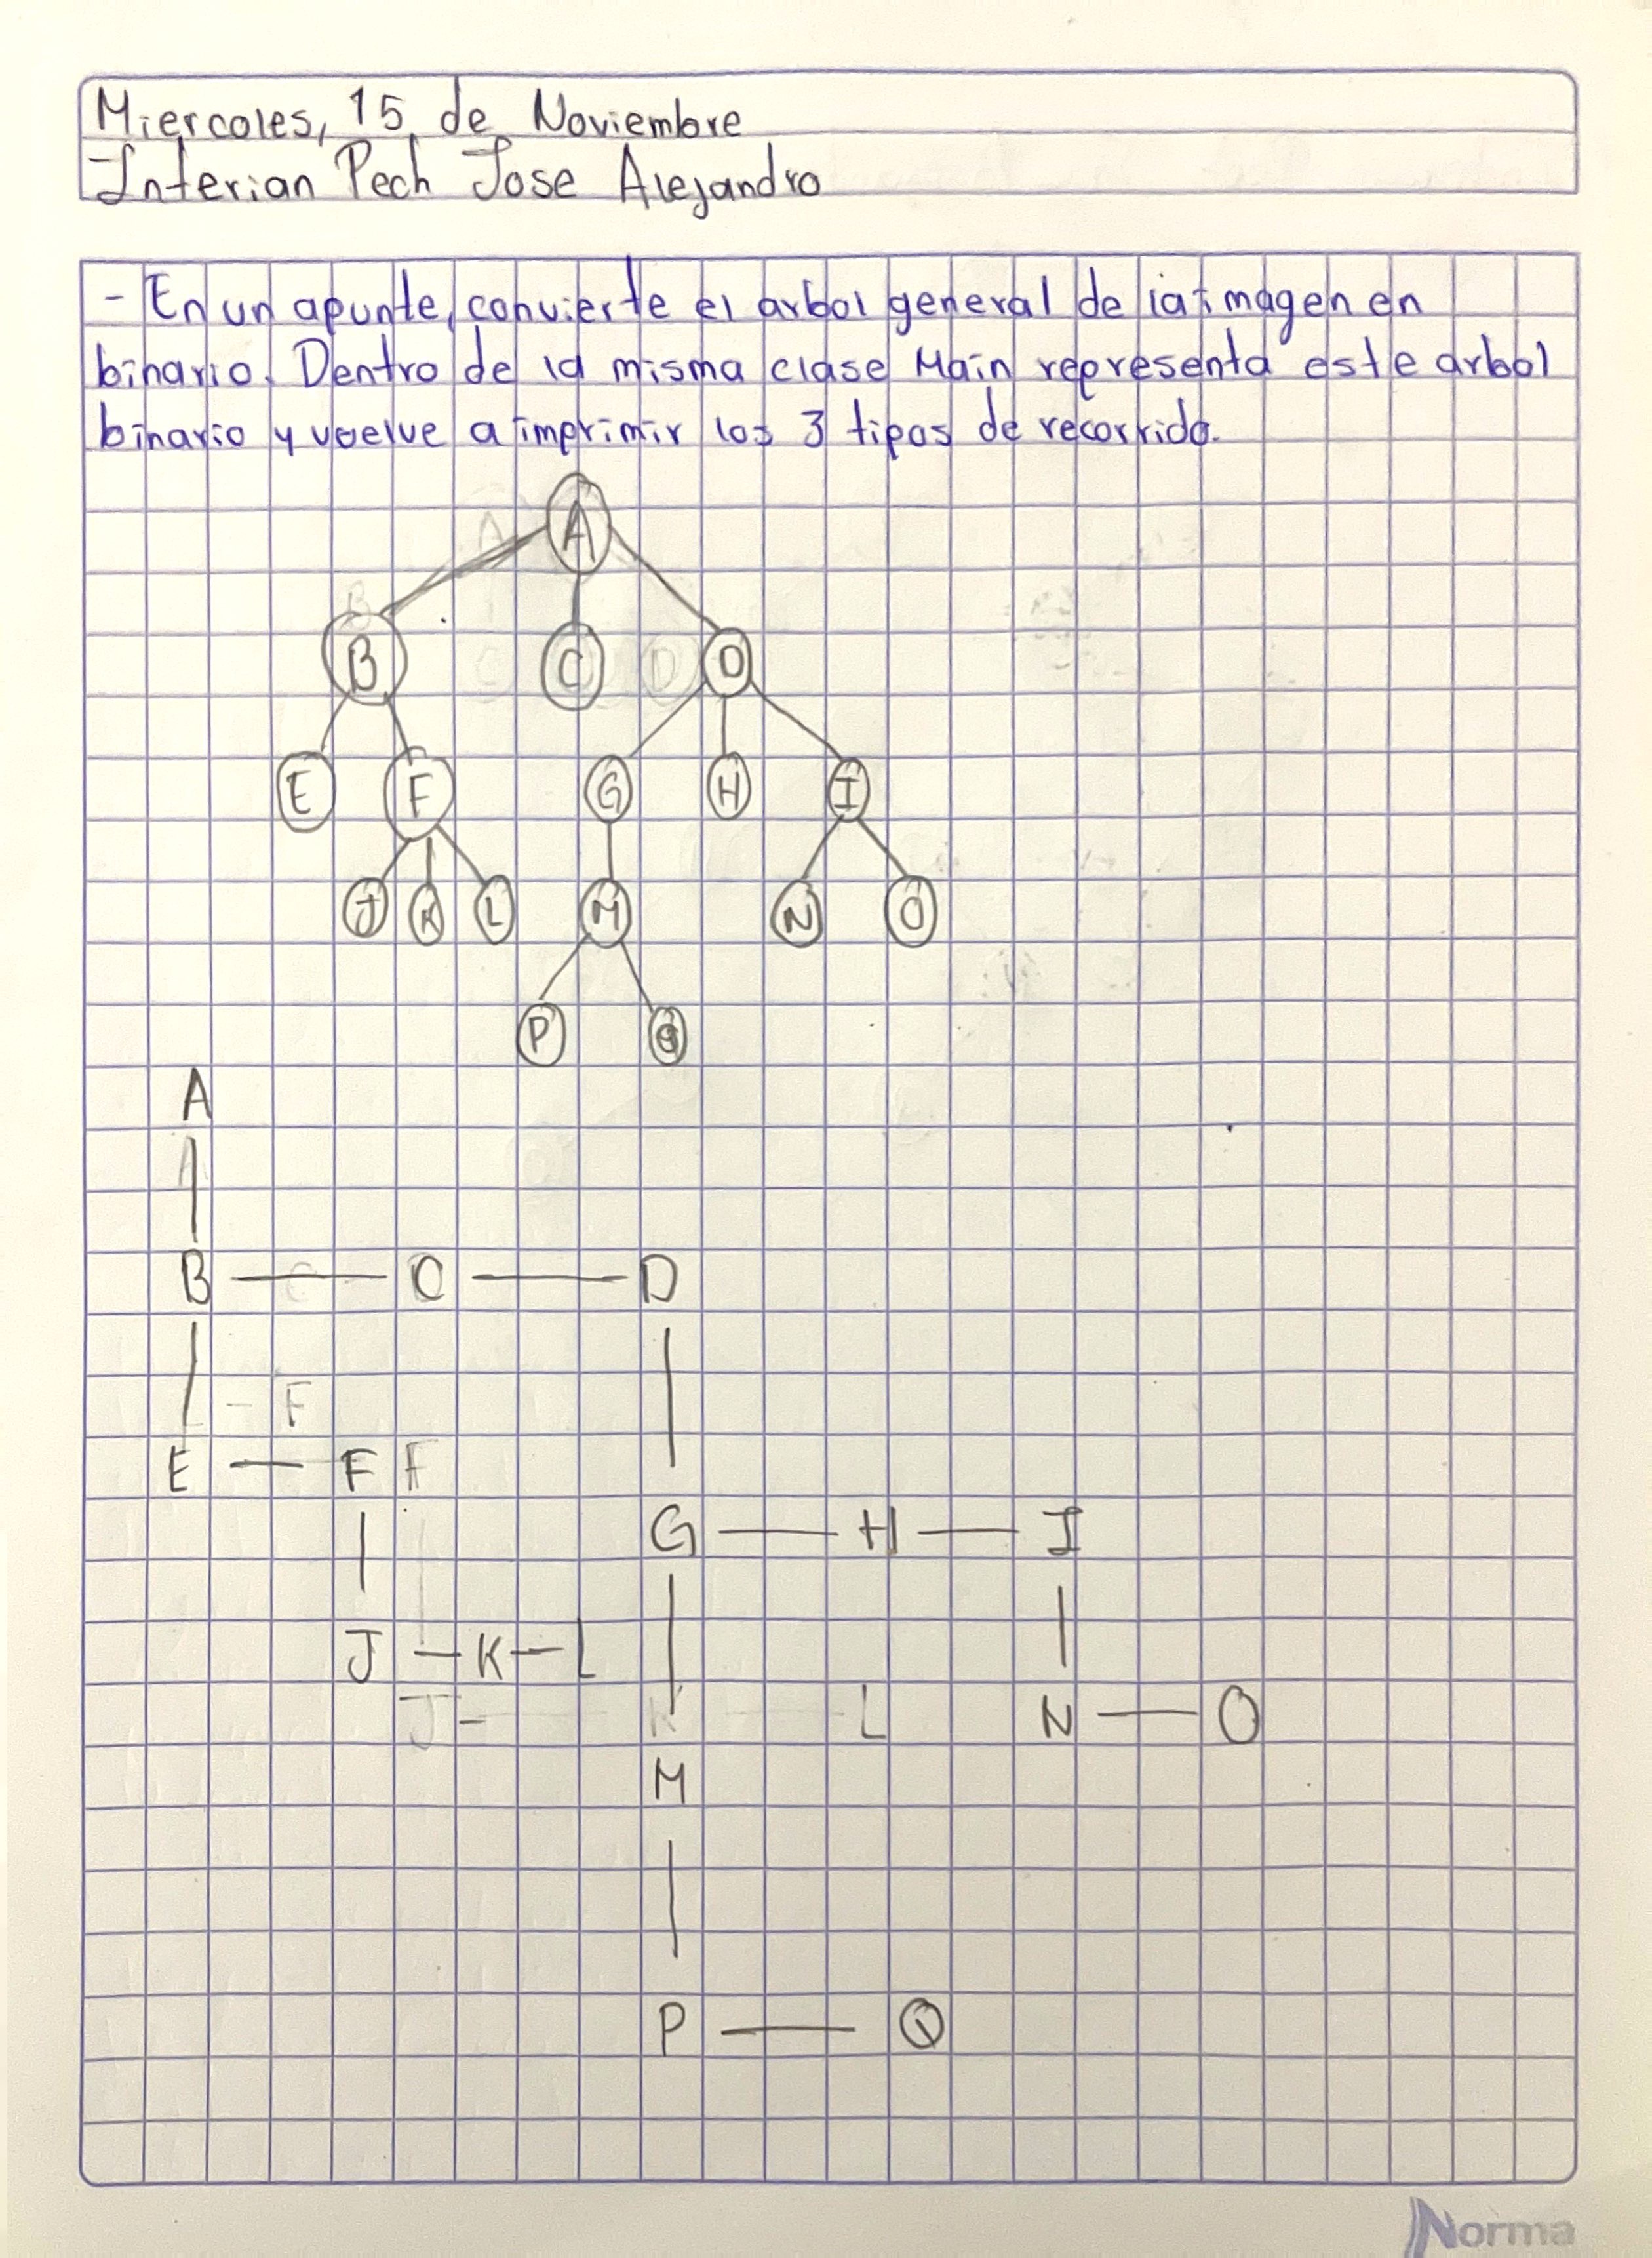 Miercoles, 15 de Noviembre
Interian Pech Jose Alejandro
- En un apunte, convierte el arbol general de la imagen en
binario. Dentro de la misma clase Main representa este arbol
binario y vuelve a imprimir los 3 tipos de recorrido.
A
B C D
E F G H I
J K L M N O
P Q
A
B — C — D
E — F
G — H — I
J — K — L
N — O
M
P — Q
Norma